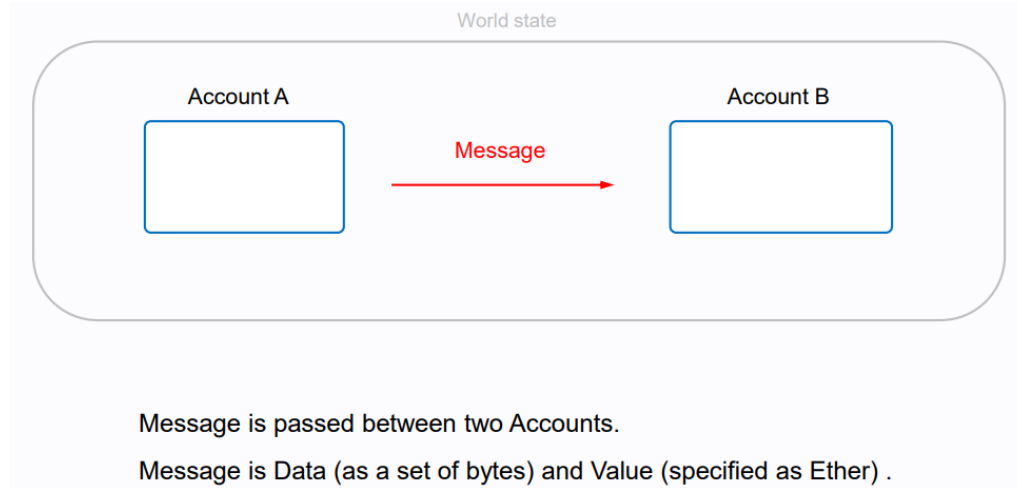 World state
Account A
Account B
Message
Message is passed between two Accounts.
Message is Data (as a set of bytes) and Value (specified as Ether) .